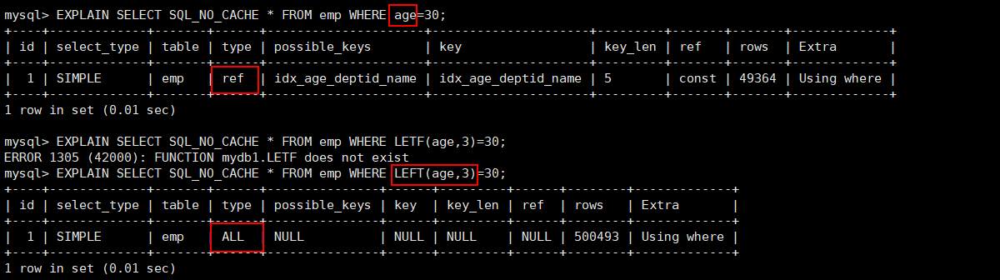 mysql> EXPLAIN SELECT SQL_NO_CACHE * FROM emp WHERE age=30;
+----+-------------+-------+------+---------------------+---------------------+---------+-------+-------+-------------+
| id | select_type | table | type | possible_keys       | key                 | key_len | ref   | rows  | Extra       |
+----+-------------+-------+------+---------------------+---------------------+---------+-------+-------+-------------+
|  1 | SIMPLE      | emp   | ref  | idx_age_deptid_name | idx_age_deptid_name | 5       | const | 49364 | Using where |
+----+-------------+-------+------+---------------------+---------------------+---------+-------+-------+-------------+
1 row in set (0.01 sec)

mysql> EXPLAIN SELECT SQL_NO_CACHE * FROM emp WHERE LETF(age,3)=30;
ERROR 1305 (42000): FUNCTION mydb1.LETF does not exist
mysql> EXPLAIN SELECT SQL_NO_CACHE * FROM emp WHERE LEFT(age,3)=30;
+----+-------------+-------+------+---------------+------+---------+------+--------+-------------+
| id | select_type | table | type | possible_keys | key  | key_len | ref  | rows   | Extra       |
+----+-------------+-------+------+---------------+------+---------+------+--------+-------------+
|  1 | SIMPLE      | emp   | ALL  | NULL          | NULL | NULL    | NULL | 500493 | Using where |
+----+-------------+-------+------+---------------+------+---------+------+--------+-------------+
1 row in set (0.01 sec)